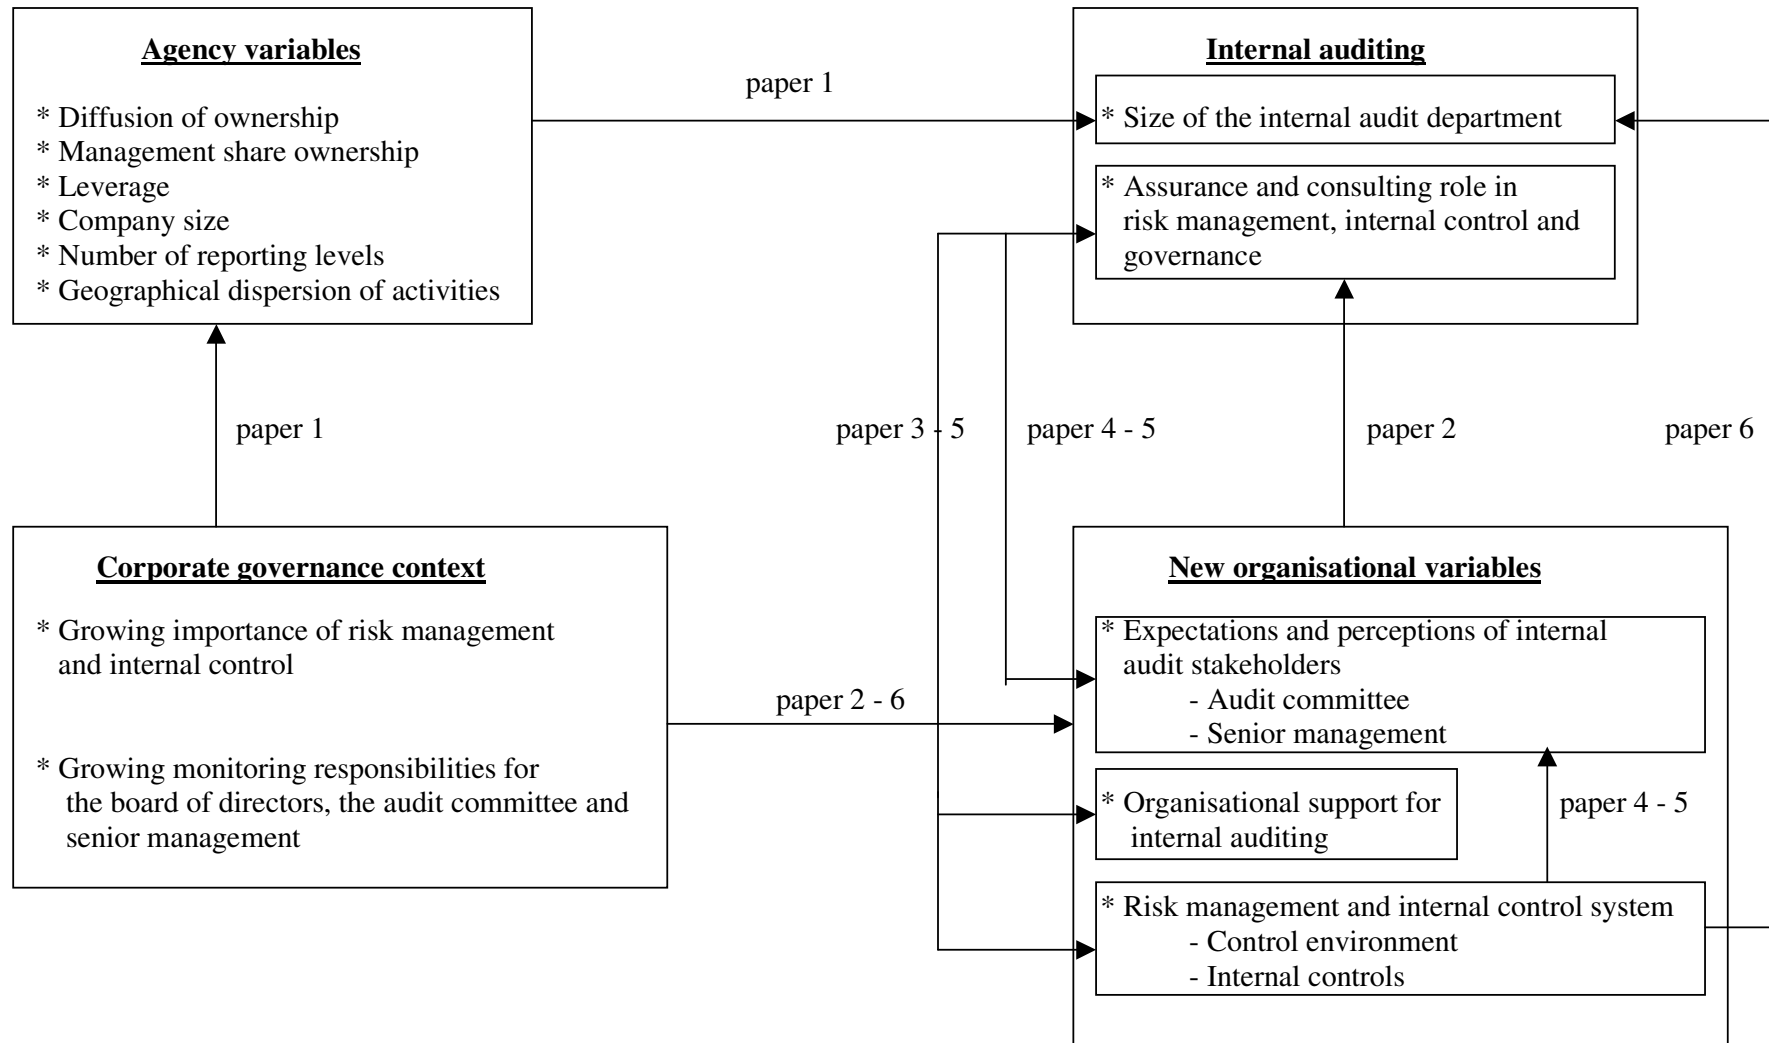 Agency variables
* Diffusion of ownership
* Management share ownership
* Leverage
* Company size
* Number of reporting levels
* Geographical dispersion of activities
paper 1
Internal auditing
* Size of the internal audit department
* Assurance and consulting role in
risk management, internal control and
governance
paper 1
paper 3 - 5
paper 4 - 5
paper 2
paper 6
Corporate governance context
* Growing importance of risk management
and internal control
* Growing monitoring responsibilities for
the board of directors, the audit committee and
senior management
paper 2 - 6
New organisational variables
* Expectations and perceptions of internal
audit stakeholders
- Audit committee
- Senior management
* Organisational support for
internal auditing
paper 4 - 5
* Risk management and internal control system
- Control environment
- Internal controls